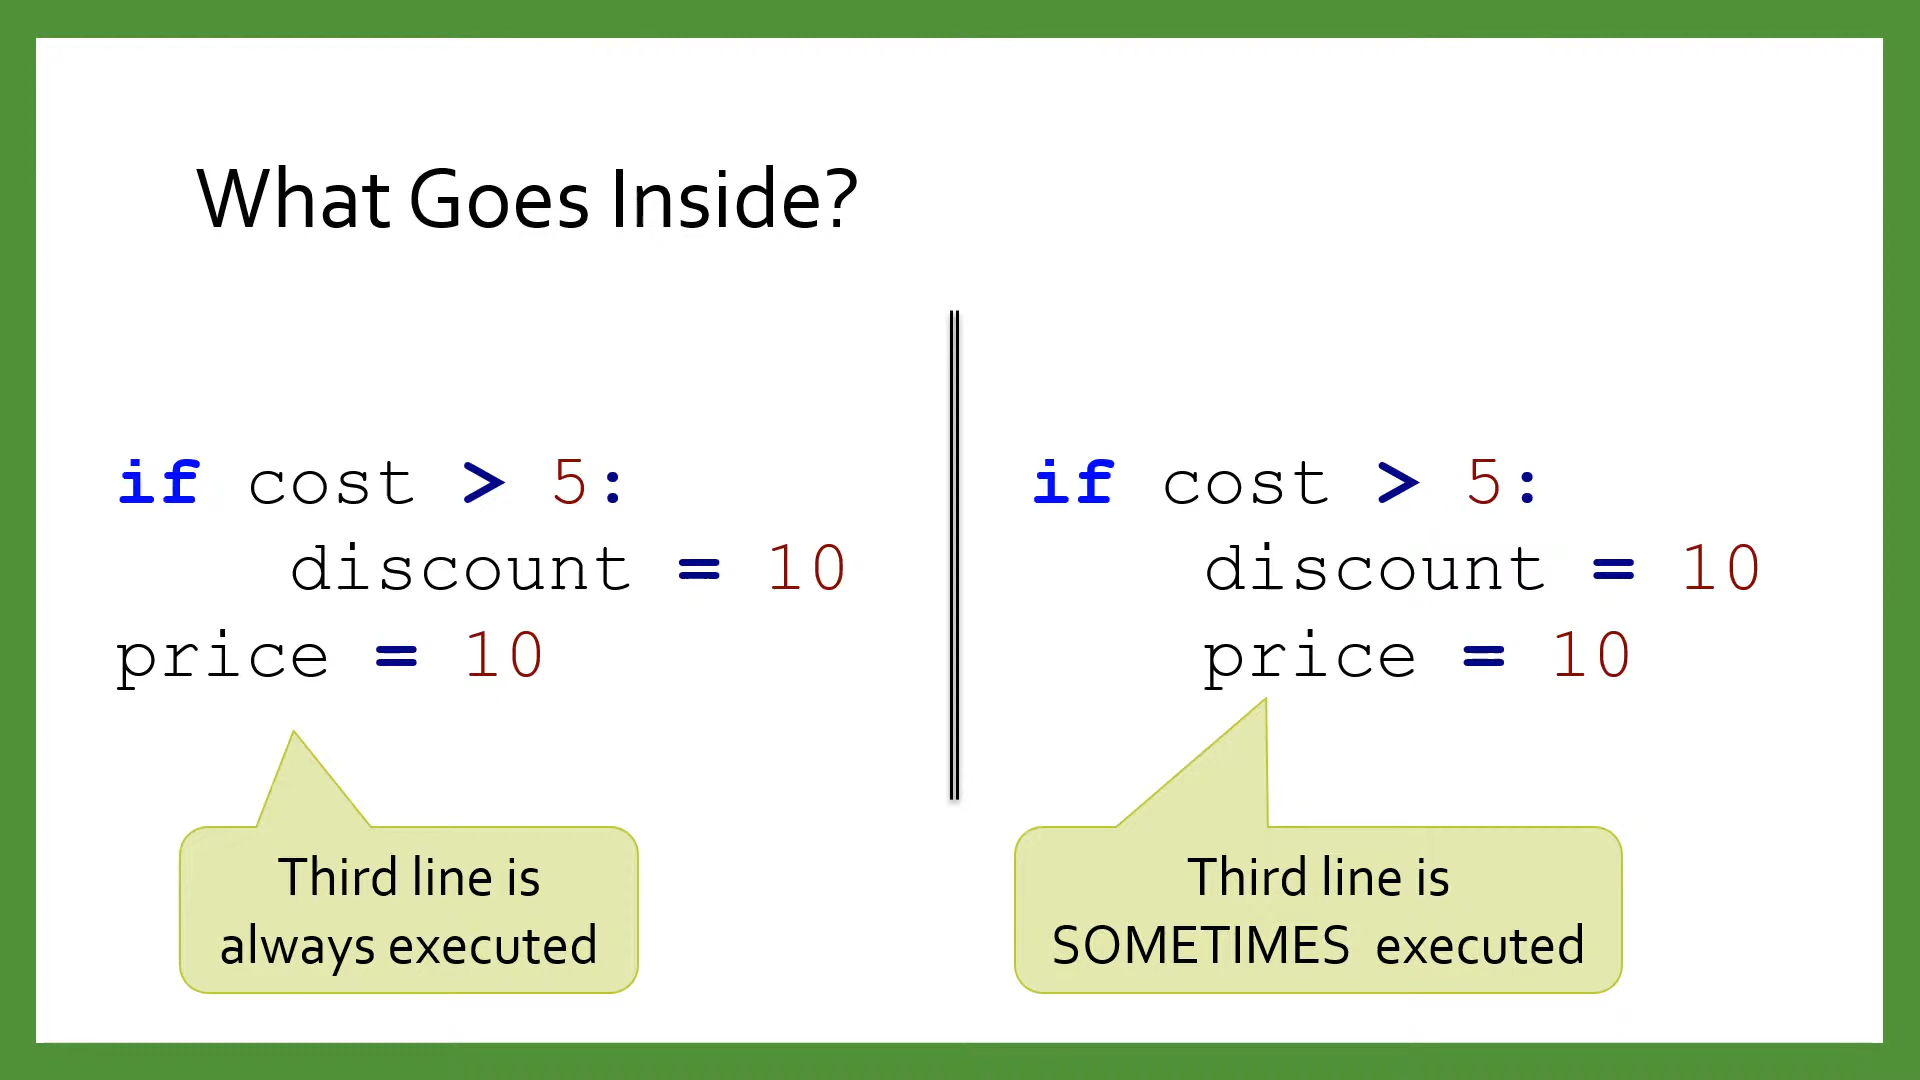 What Goes Inside?
if cost > 5:
    discount = 10
price = 10
Third line is
always executed
if cost > 5:
    discount = 10
    price = 10
Third line is
SOMETIMES executed